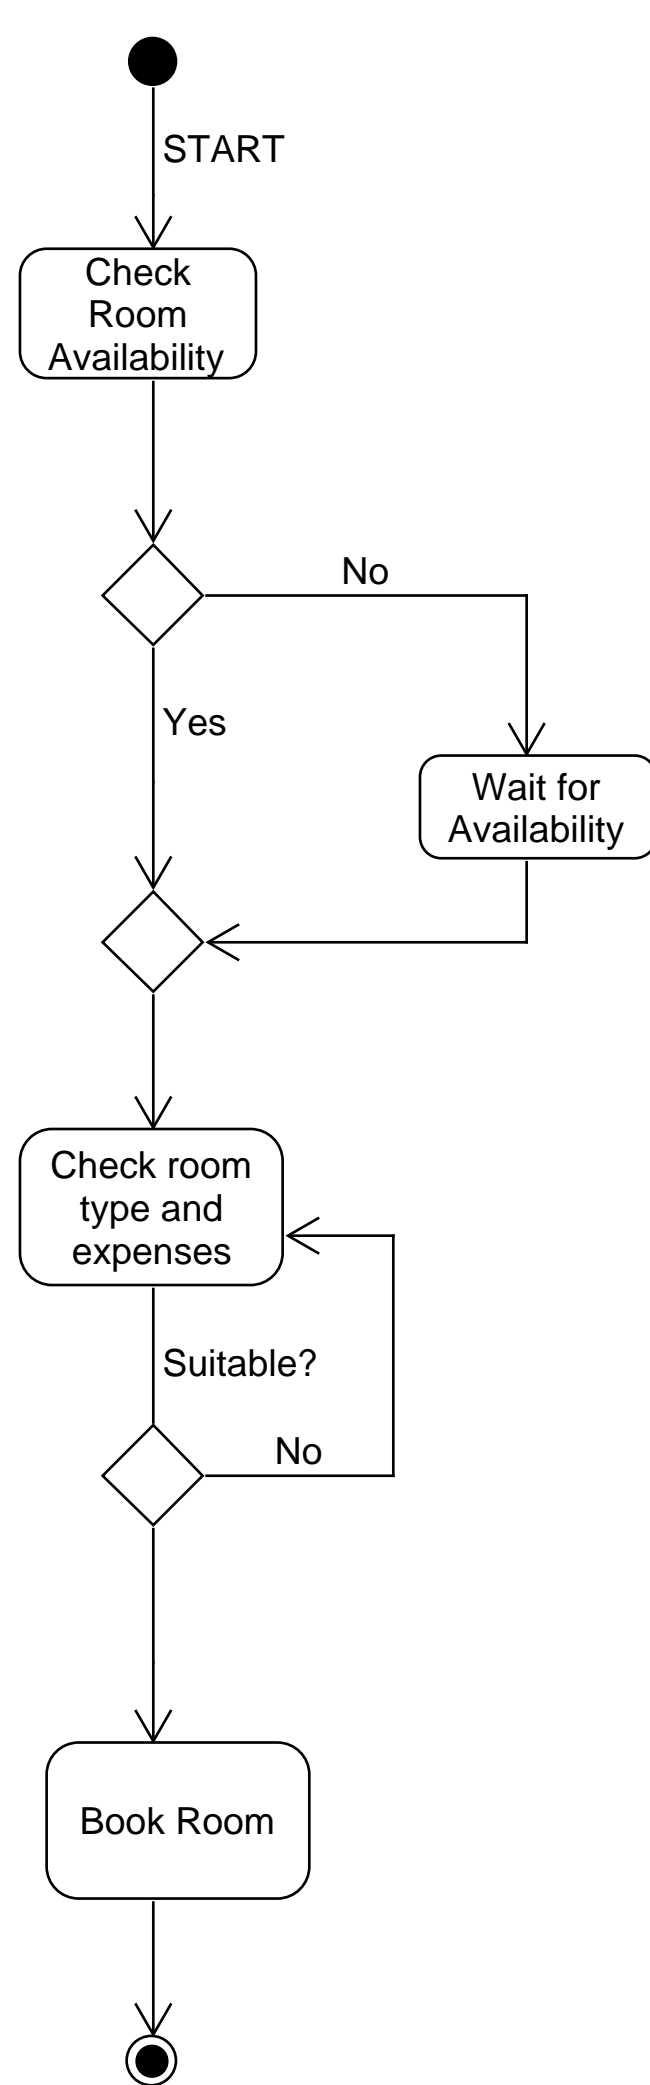 START
Check
Room
Availability
No
Yes
Wait for
Availability
Check room
type and
expenses
Suitable?
No
Book Room